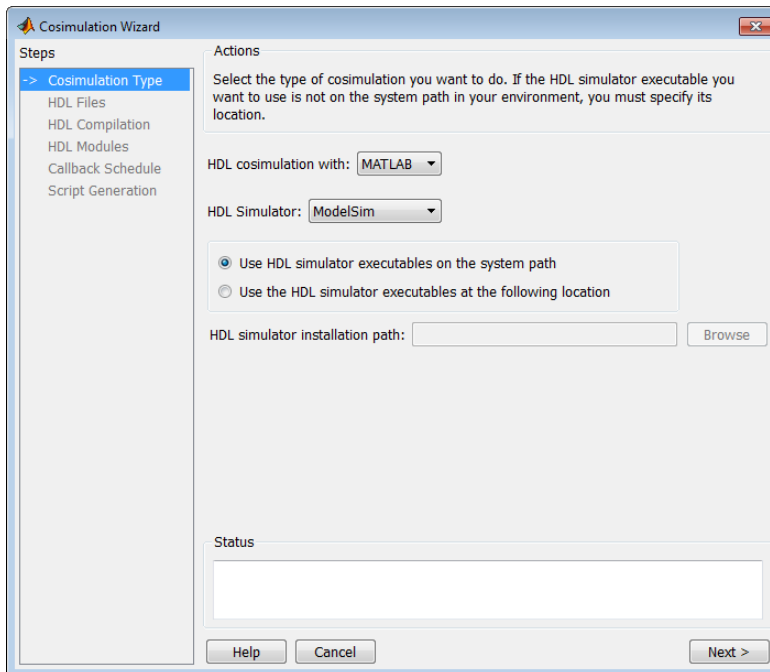 Cosimulation Wizard
Steps
-> Cosimulation Type
HDL Files
HDL Compilation
HDL Modules
Callback Schedule
Script Generation
Actions
Select the type of cosimulation you want to do. If the HDL simulator executable you
want to use is not on the system path in your environment, you must specify its
location.
HDL cosimulation with: MATLAB
HDL Simulator: ModelSim
Use HDL simulator executables on the system path
Use the HDL simulator executables at the following location
HDL simulator installation path: Browse
Status
Help Cancel Next >